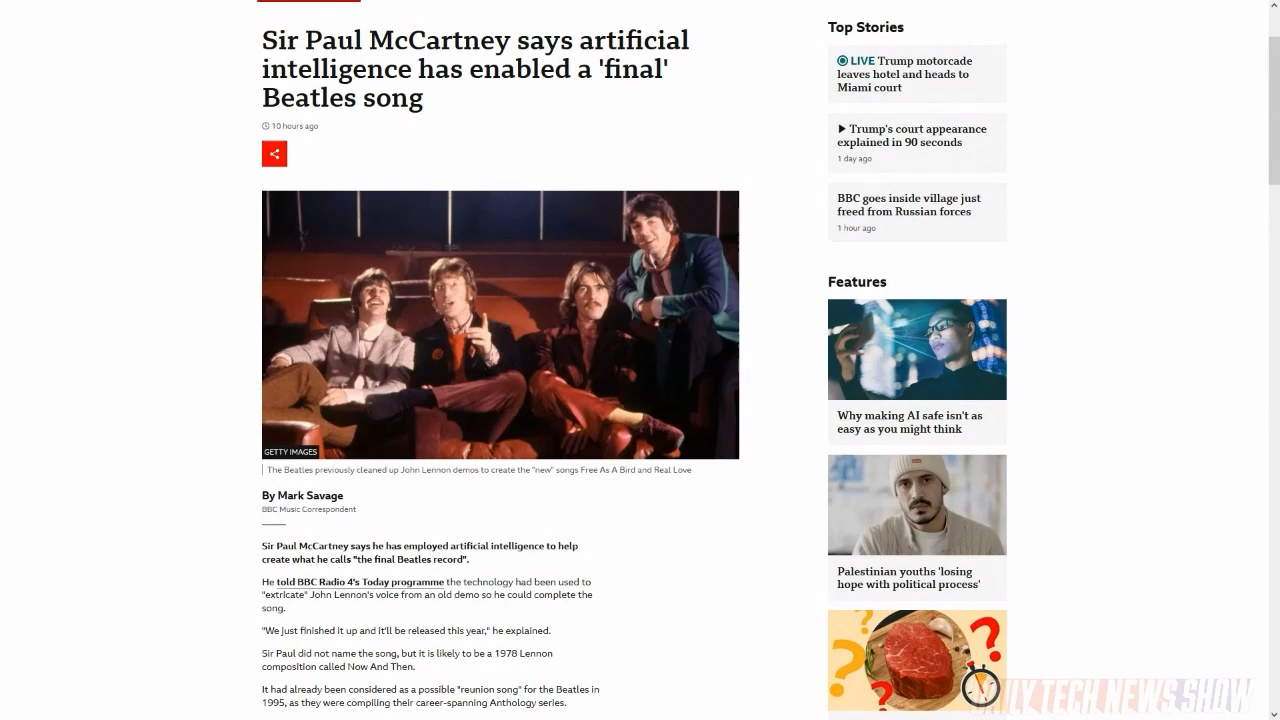 Sir Paul McCartney says artificial
intelligence has enabled a 'final'
Beatles song
10 hours ago
GETTY IMAGES
The Beatles previously cleaned up John Lennon demos to create the "new" songs Free As A Bird and Real Love
By Mark Savage
BBC Music Correspondent
Sir Paul McCartney says he has employed artificial intelligence to help
create what he calls "the final Beatles record".
He told BBC Radio 4's Today programme the technology had been used to
"extricate" John Lennon's voice from an old demo so he could complete the
song.
"We just finished it up and it'll be released this year," he explained.
Sir Paul did not name the song, but it is likely to be a 1978 Lennon
composition called Now And Then.
It had already been considered as a possible "reunion song" for the Beatles in
1995, as they were compiling their career-spanning Anthology series.
Top Stories
LIVE Trump motorcade
leaves hotel and heads to
Miami court
Trump's court appearance
explained in 90 seconds
1 day ago
BBC goes inside village just
freed from Russian forces
1 hour ago
Features
Why making AI safe isn't as
easy as you might think
Palestinian youths 'losing
hope with political process'
? ? ? ?
DAILY TECH NEWS SHOW